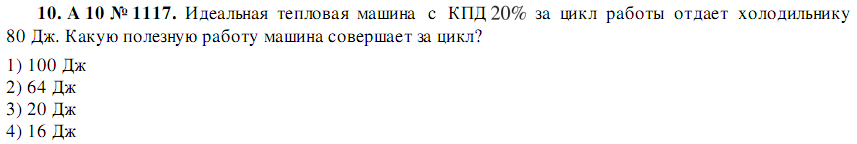 10. А 10 № 1117. Идеальная тепловая машина с КПД 20% за цикл работы отдает холодильнику
80 Дж. Какую полезную работу машина совершает за цикл?
1) 100 Дж
2) 64 Дж
3) 20 Дж
4) 16 Дж